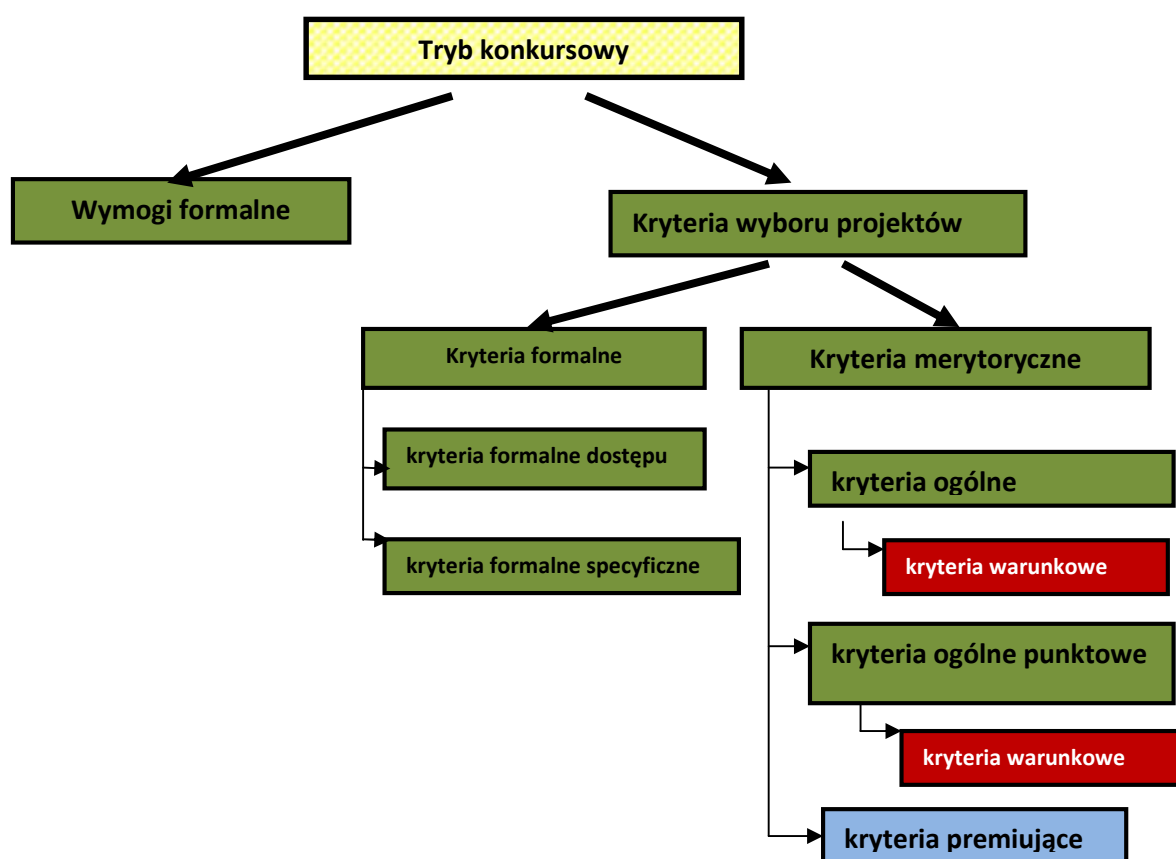 Tryb konkursowy
Wymogi formalne
Kryteria wyboru projektów
Kryteria formalne
Kryteria merytoryczne
kryteria formalne dostępu
kryteria ogólne
kryteria formalne specyficzne
kryteria warunkowe
kryteria ogólne punktowe
kryteria warunkowe
kryteria premiujące